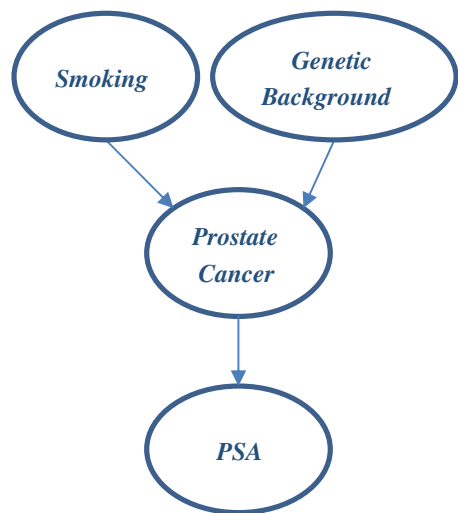 Smoking
Genetic
Background
Prostate
Cancer
PSA